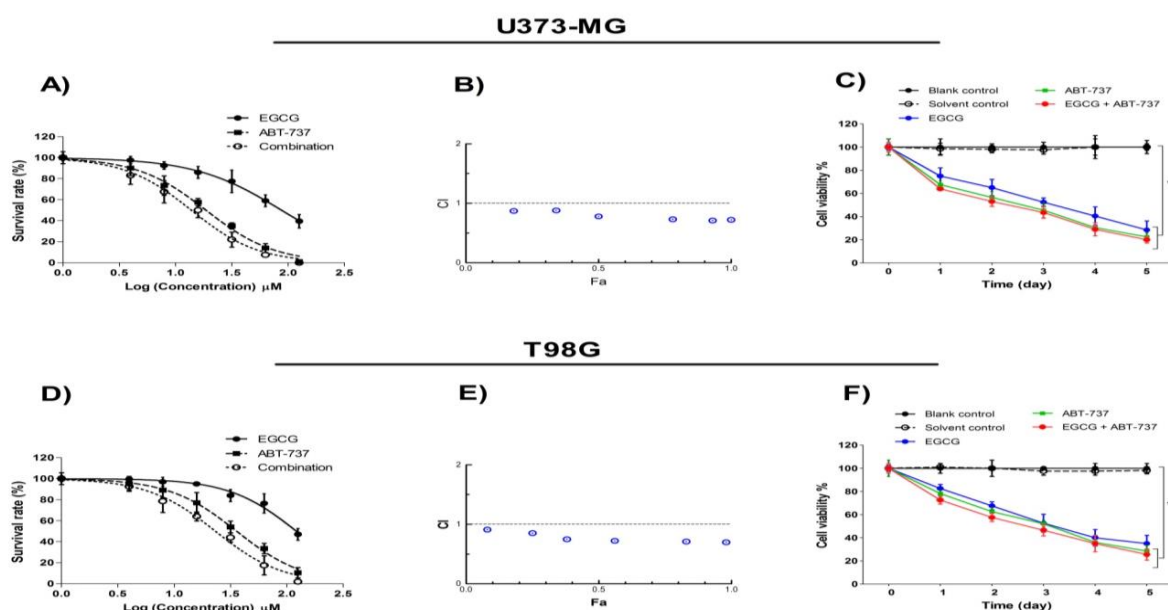 U373-MG
A)
EGCG
ABT-737
Combination
Survival rate (%)
120
100
80
60
40
20
0
0.0 0.5 1.0 1.5 2.0 2.5
Log (Concentration) µM
B)
CI
2
1
0
0.0 0.5 1.0
Fa
C)
Blank control
Solvent control
EGCG
ABT-737
EGCG + ABT-737
Cell viability %
120
100
80
60
40
20
0
0 1 2 3 4 5
Time (day)
T98G
D)
EGCG
ABT-737
Combination
Survival rate (%)
120
100
80
60
40
20
0
0.0 0.5 1.0 1.5 2.0 2.5
Log (Concentration) µM
E)
CI
2
1
0
0.0 0.5 1.0
Fa
F)
Blank control
Solvent control
EGCG
ABT-737
EGCG + ABT-737
Cell viability %
120
100
80
60
40
20
0
0 1 2 3 4 5
Time (day)